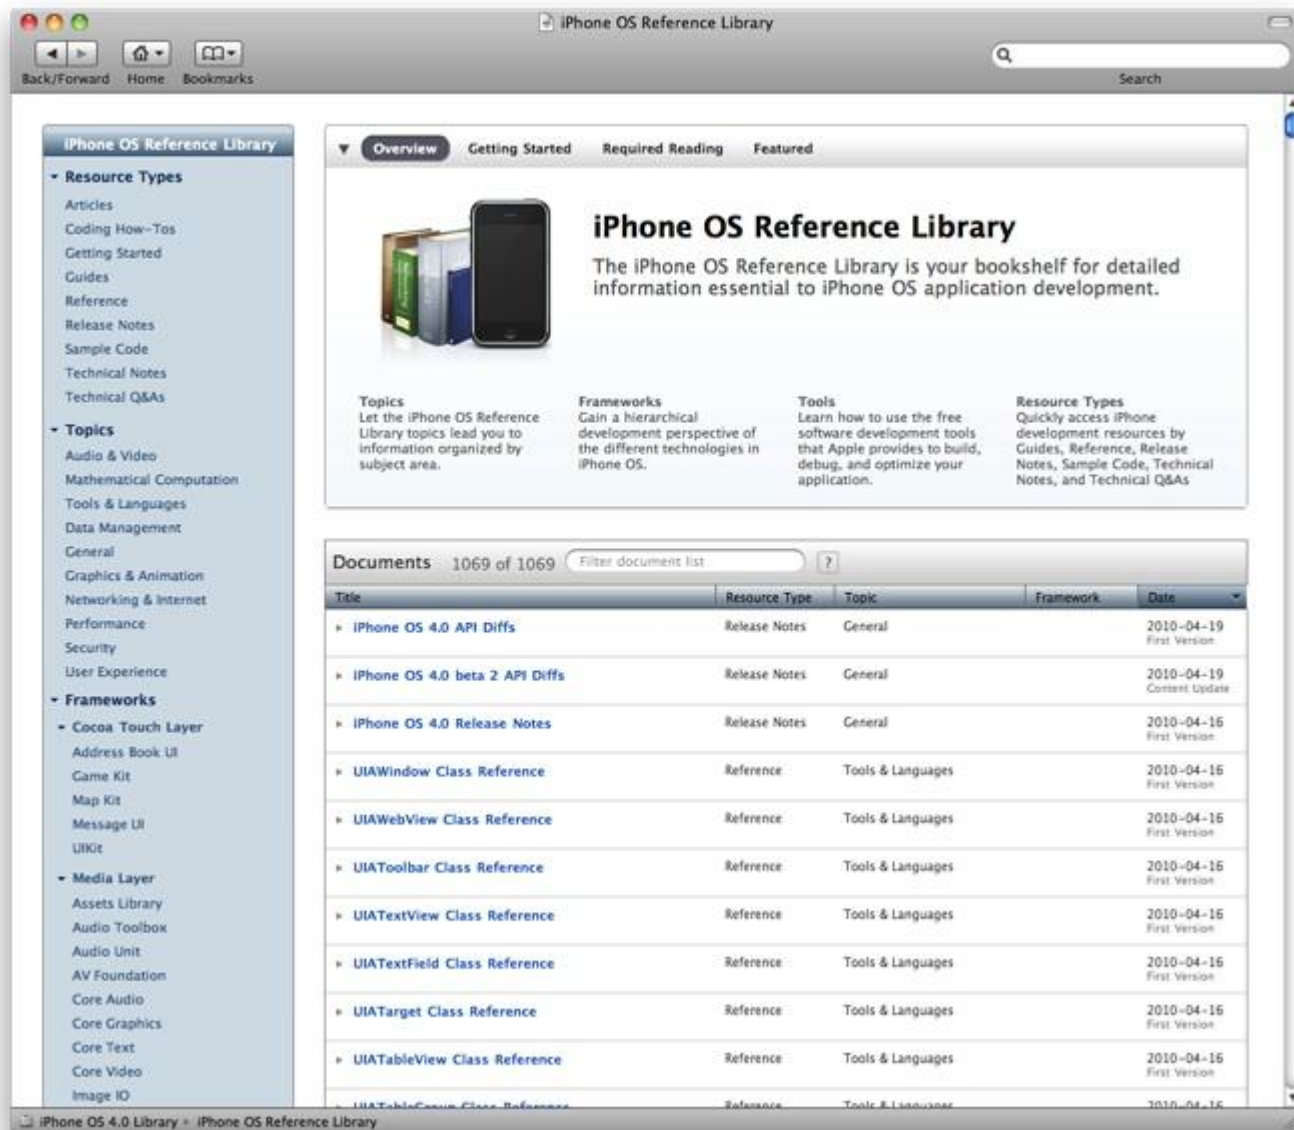 iPhone OS Reference Library
Back/Forward Home Bookmarks
Search
iPhone OS Reference Library
Resource Types
Articles
Coding How-Tos
Getting Started
Guides
Reference
Release Notes
Sample Code
Technical Notes
Technical Q&As
Topics
Audio & Video
Mathematical Computation
Tools & Languages
Data Management
General
Graphics & Animation
Networking & Internet
Performance
Security
User Experience
Frameworks
Cocoa Touch Layer
Address Book UI
Game Kit
Map Kit
Message UI
UIKit
Media Layer
Assets Library
Audio Toolbox
Audio Unit
AV Foundation
Core Audio
Core Graphics
Core Text
Core Video
Image IO
Overview Getting Started Required Reading Featured
iPhone OS Reference Library
The iPhone OS Reference Library is your bookshelf for detailed
information essential to iPhone OS application development.
Topics
Let the iPhone OS Reference
Library topics lead you to
information organized by
subject area.
Frameworks
Gain a hierarchical
development perspective of
the different technologies in
iPhone OS.
Tools
Learn how to use the free
software development tools
that Apple provides to build,
debug, and optimize your
application.
Resource Types
Quickly access iPhone
development resources by
Guides, Reference, Release
Notes, Sample Code, Technical
Notes, and Technical Q&As
Documents 1069 of 1069 Filter document list ?
Title Resource Type Topic Framework Date
iPhone OS 4.0 API Diffs Release Notes General 2010-04-19
First Version
iPhone OS 4.0 beta 2 API Diffs Release Notes General 2010-04-19
Content Update
iPhone OS 4.0 Release Notes Release Notes General 2010-04-16
First Version
UIAWindow Class Reference Reference Tools & Languages 2010-04-16
First Version
UIAWebView Class Reference Reference Tools & Languages 2010-04-16
First Version
UIAToolbar Class Reference Reference Tools & Languages 2010-04-16
First Version
UIATextView Class Reference Reference Tools & Languages 2010-04-16
First Version
UIATextField Class Reference Reference Tools & Languages 2010-04-16
First Version
UIATarget Class Reference Reference Tools & Languages 2010-04-16
First Version
UIATableView Class Reference Reference Tools & Languages 2010-04-16
First Version
UIATableGroup Class Reference Reference Tools & Languages 2010-04-16
iPhone OS 4.0 Library iPhone OS Reference Library